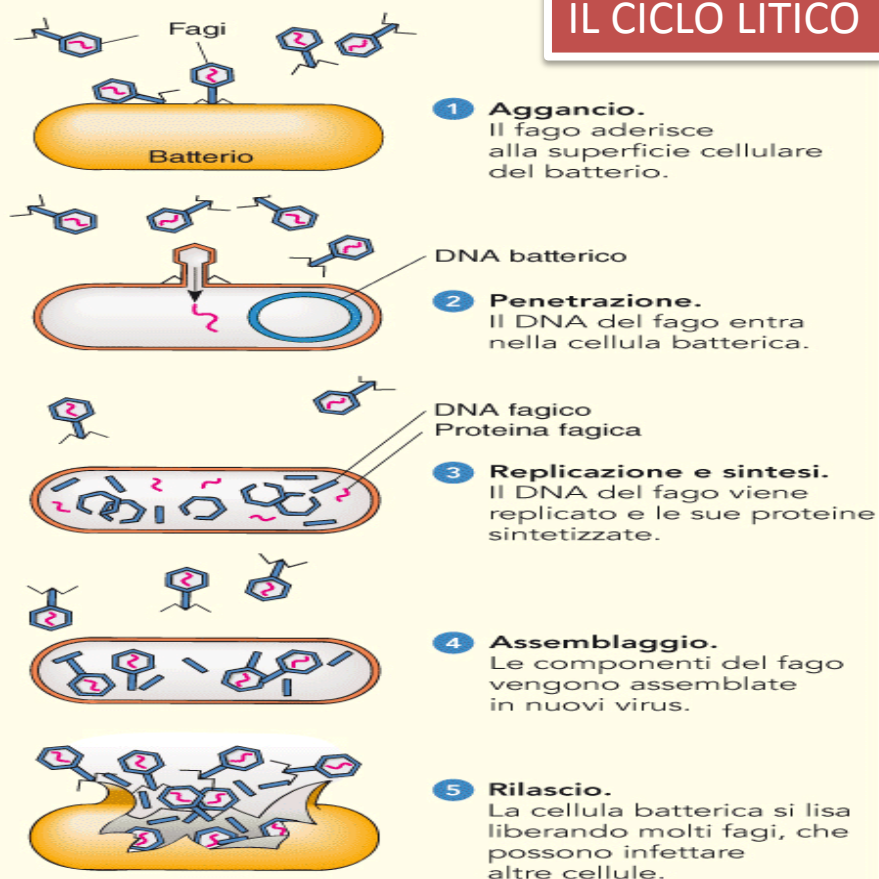 IL CICLO LITICO
Fagi
Batterio
1 Aggancio.
Il fago aderisce
alla superficie cellulare
del batterio.
DNA batterico
2 Penetrazione.
Il DNA del fago entra
nella cellula batterica.
DNA fagico
Proteina fagica
3 Replicazione e sintesi.
Il DNA del fago viene
replicato e le sue proteine
sintetizzate.
4 Assemblaggio.
Le componenti del fago
vengono assemblate
in nuovi virus.
5 Rilascio.
La cellula batterica si lisa
liberando molti fagi, che
possono infettare
altre cellule.